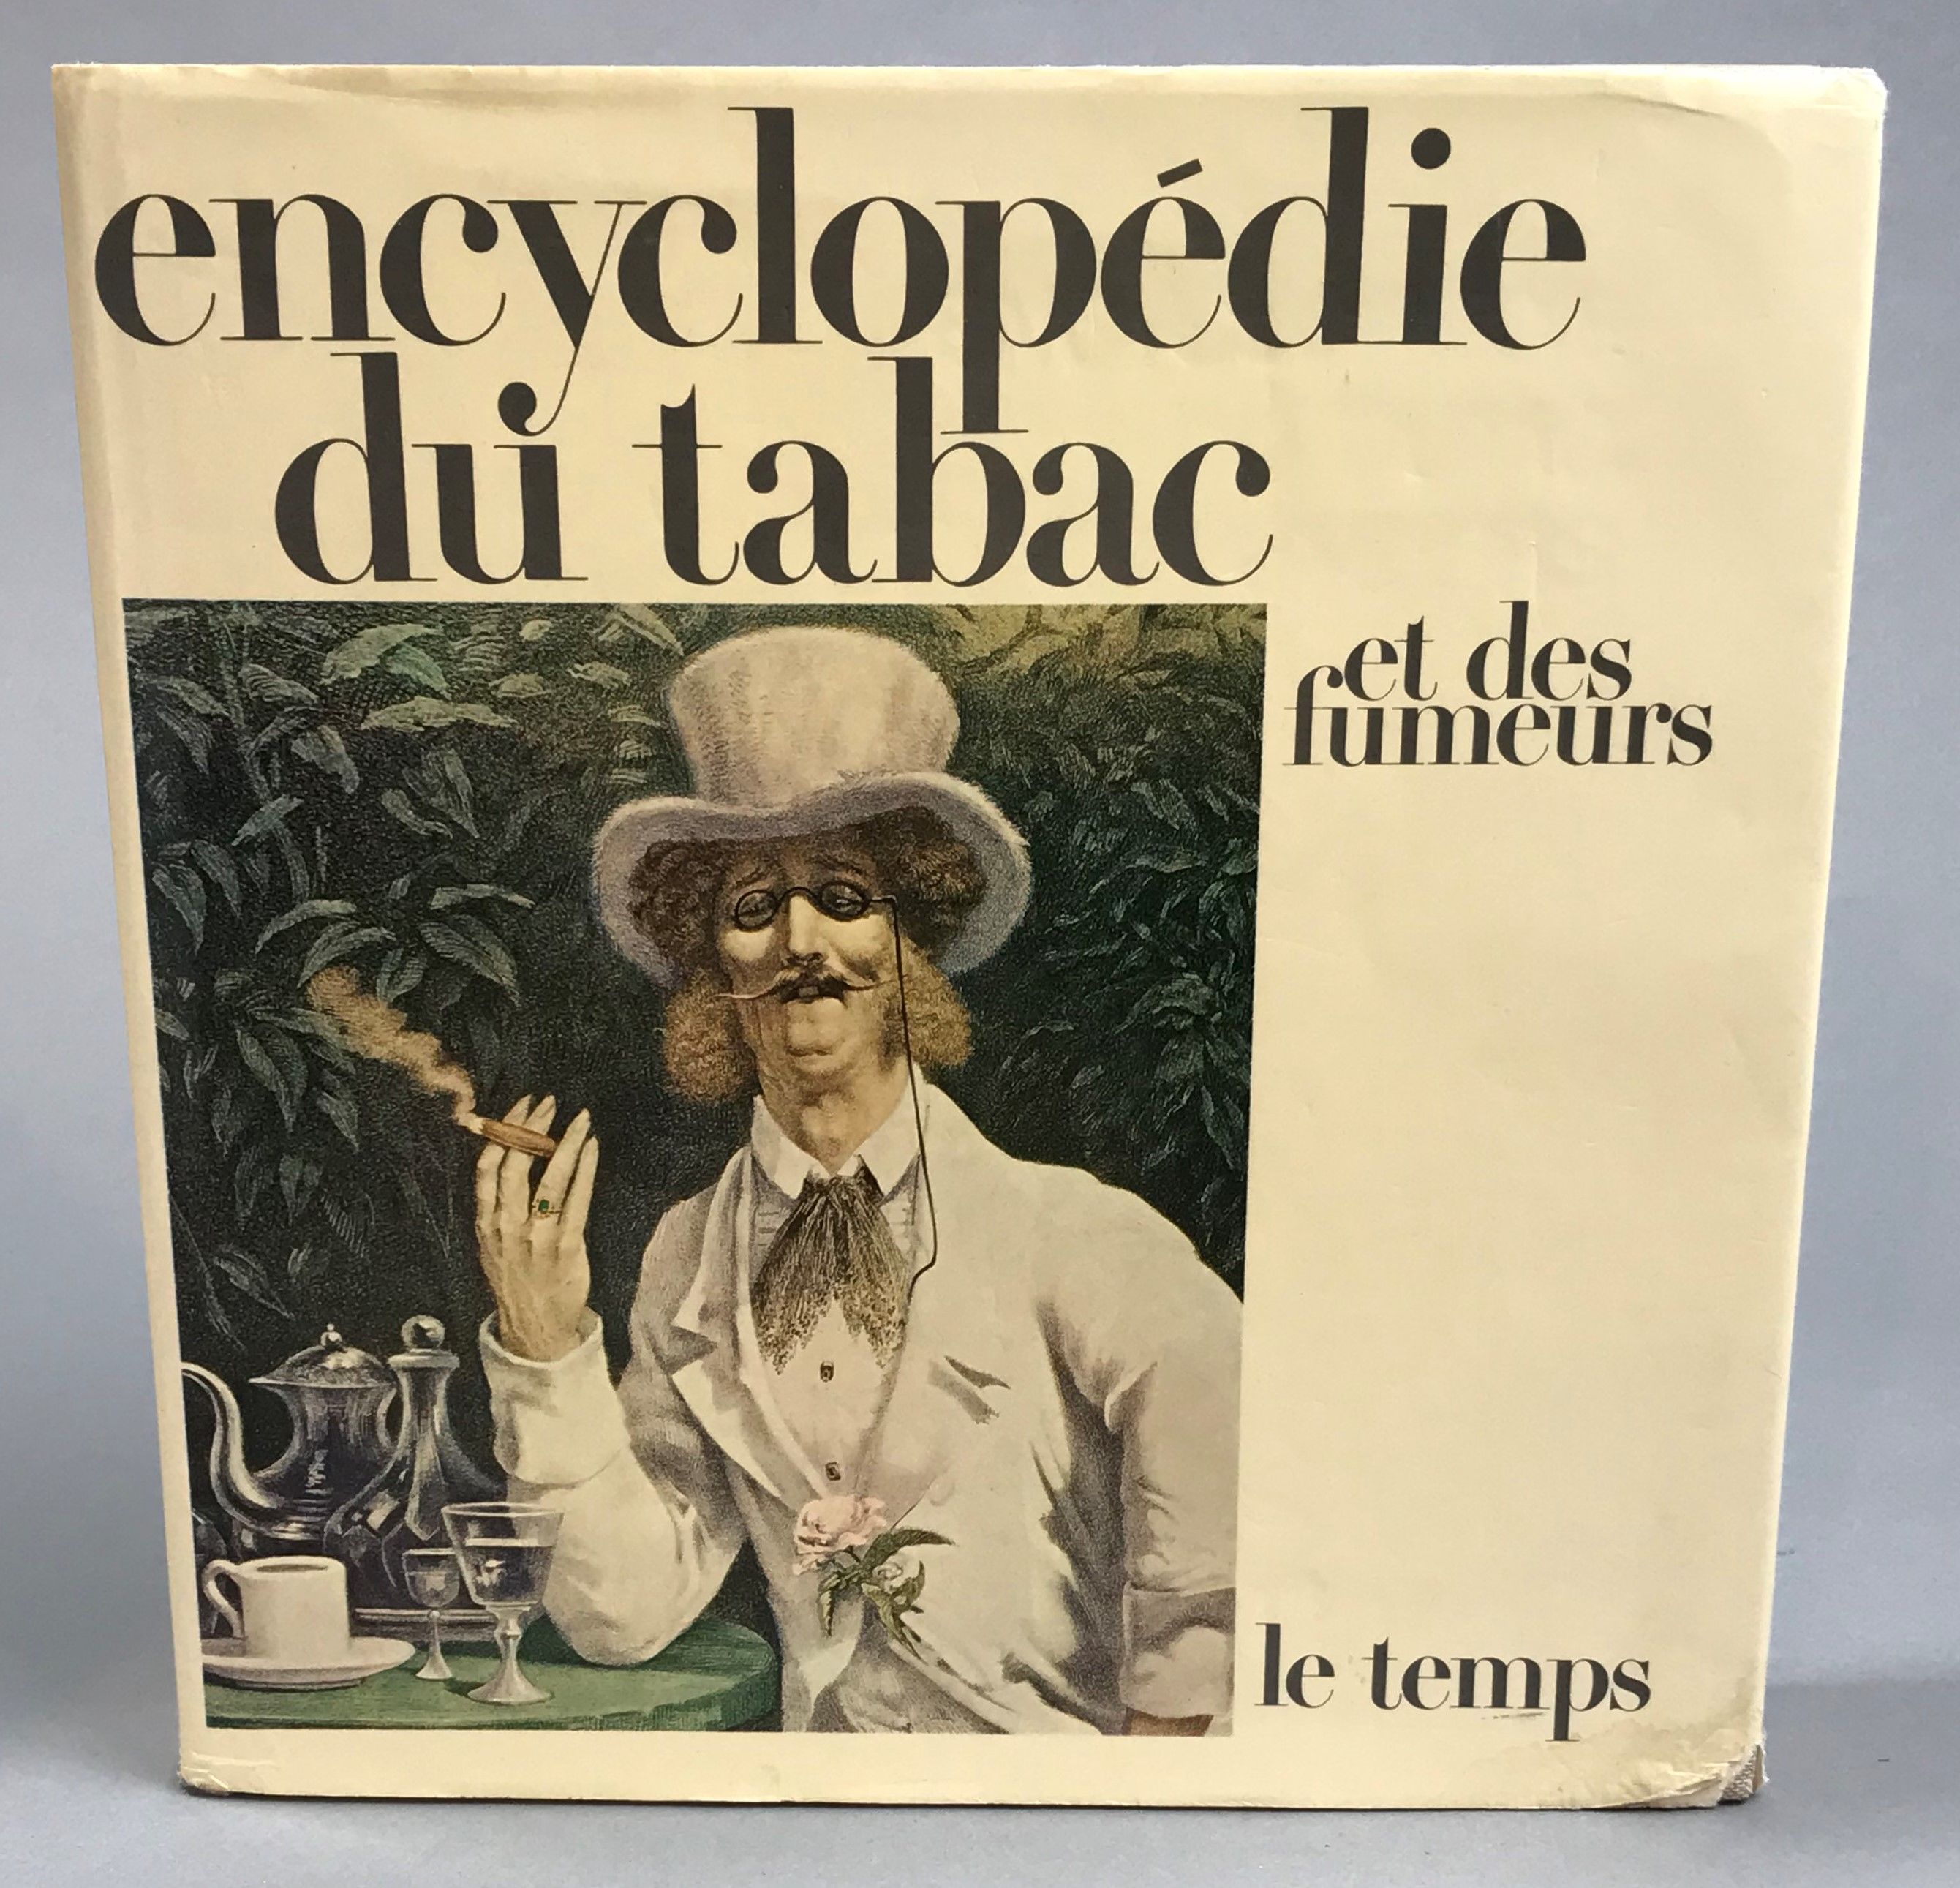 encyclopédie
du tabac
et des
fumeurs
le temps